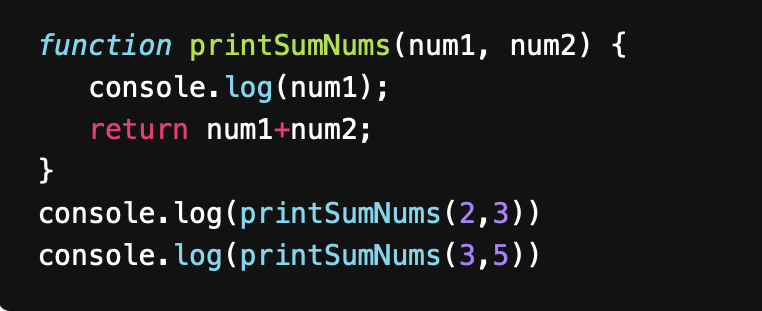 function printSumNums(num1, num2) {
   console.log(num1);
   return num1+num2;
}
console.log(printSumNums(2,3))
console.log(printSumNums(3,5))